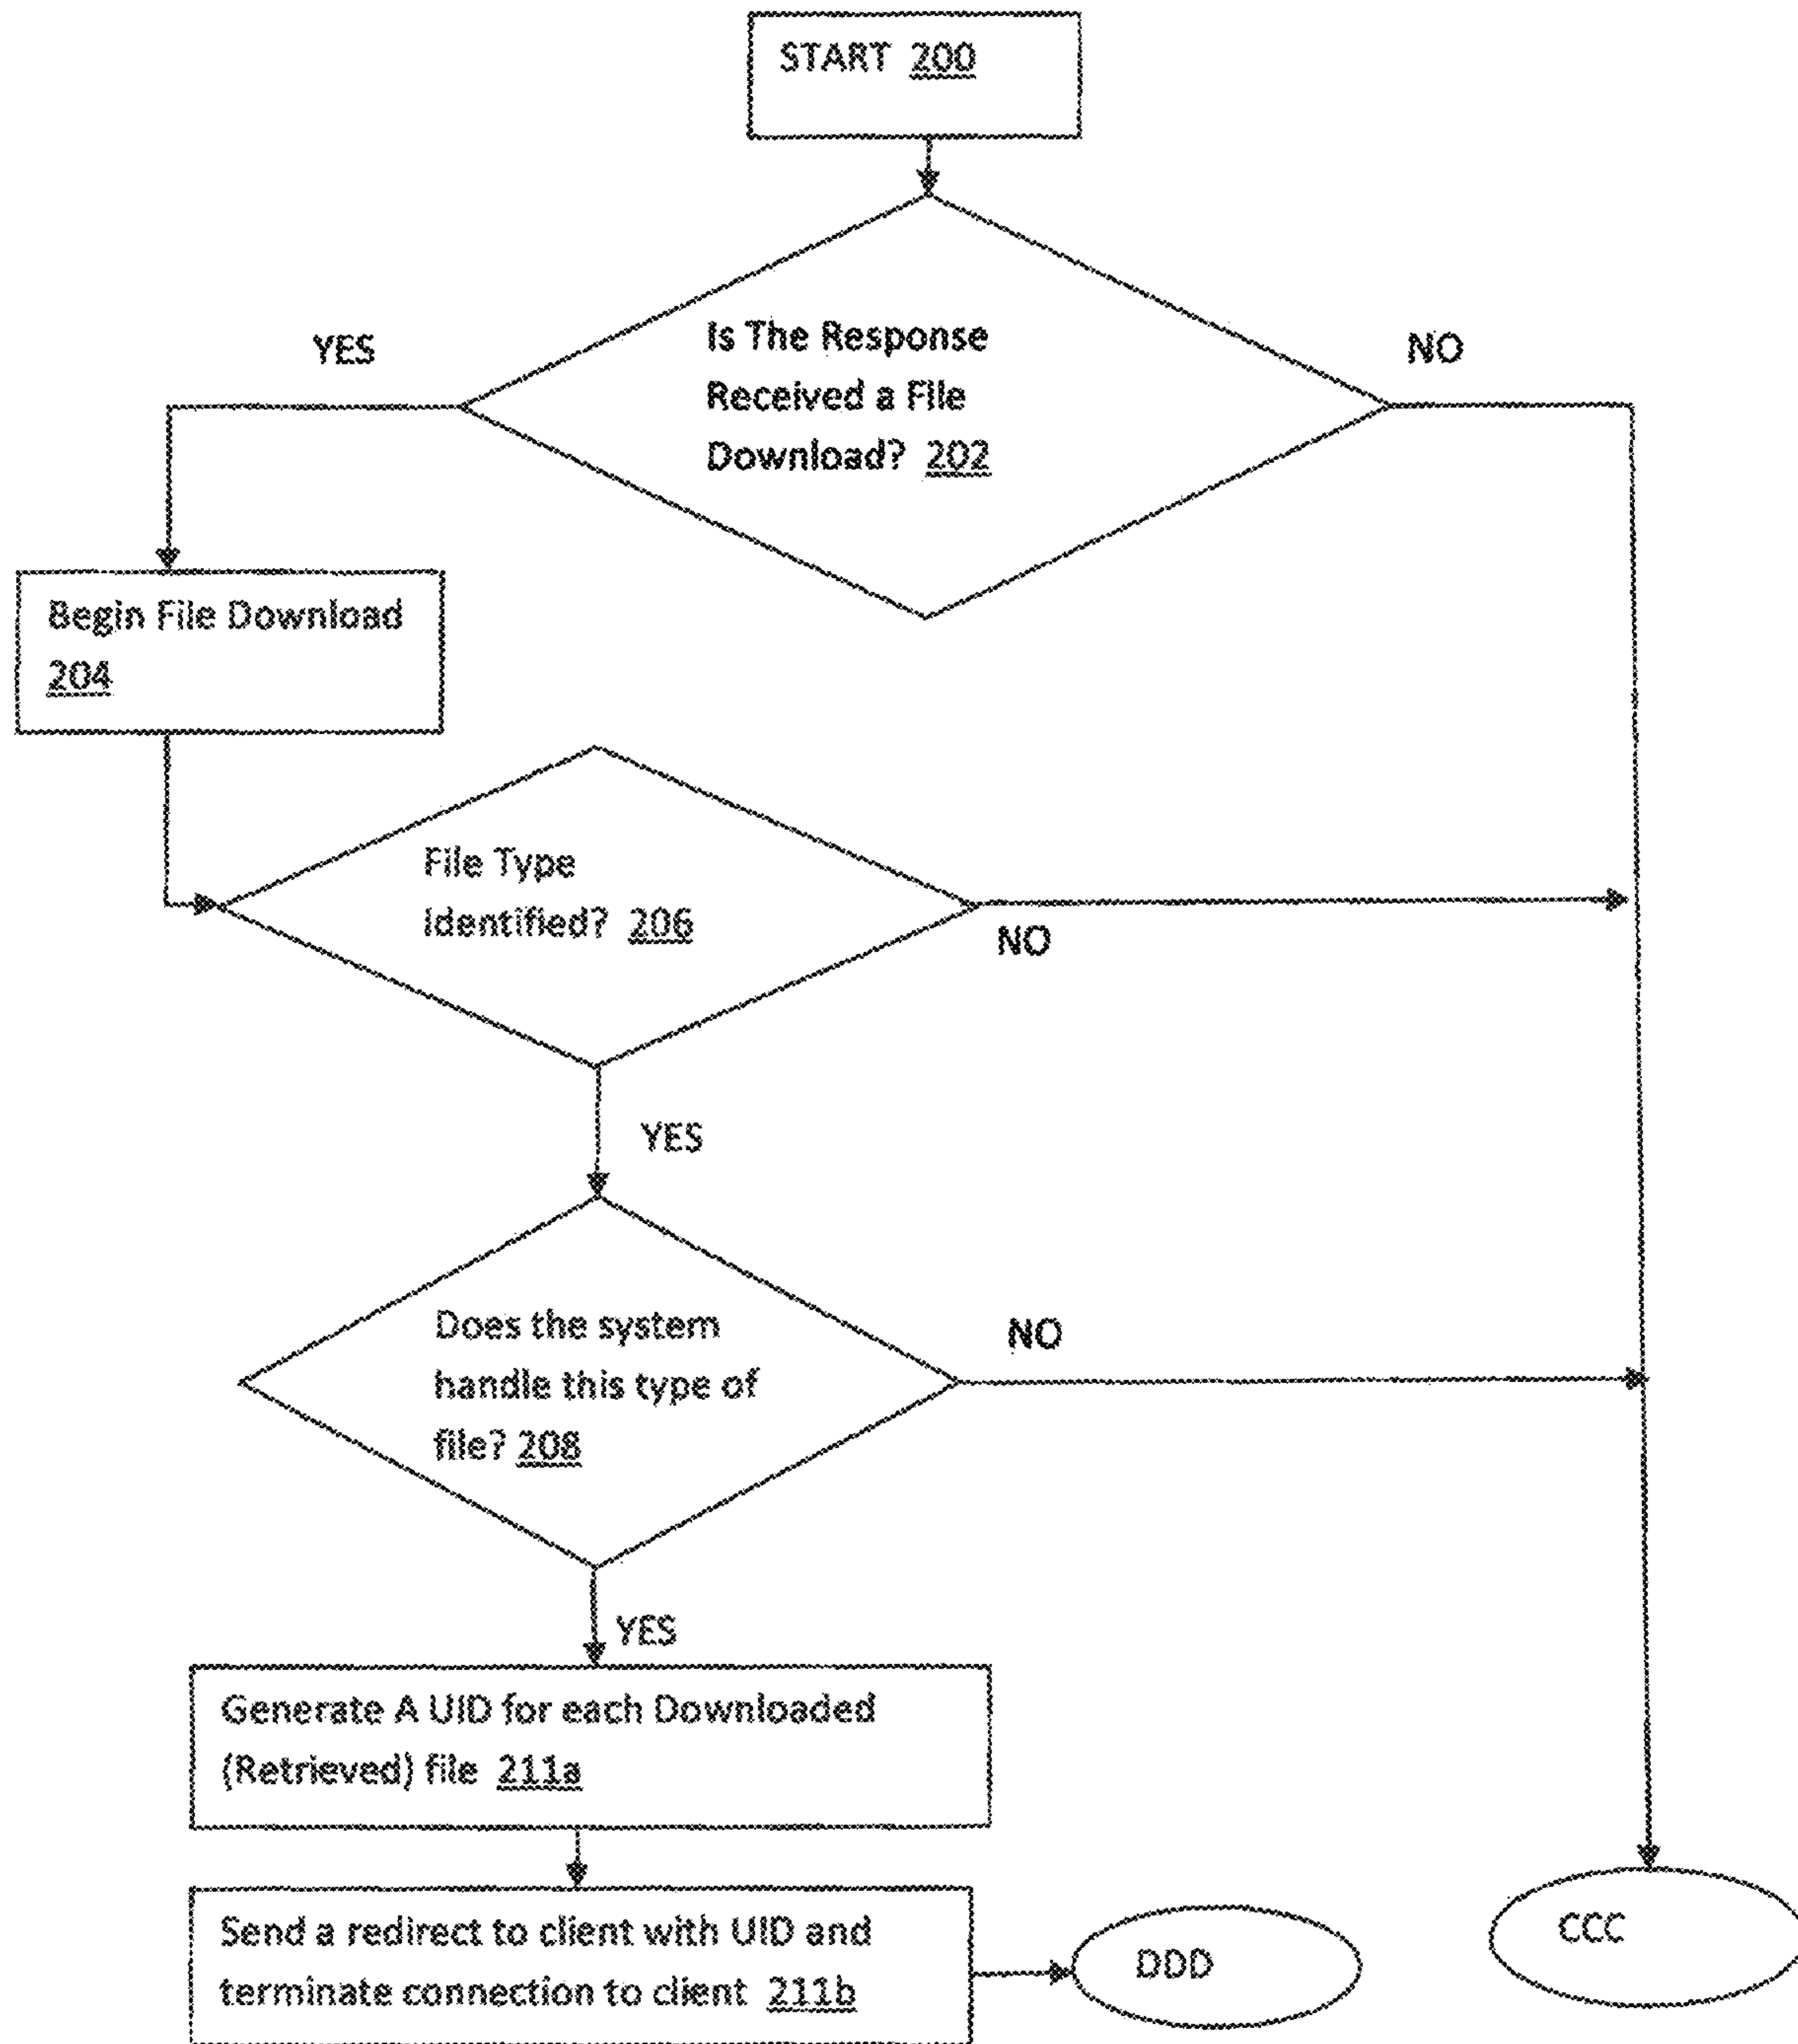 START 200
YES
NO
Is The Response
Received a File
Download? 202
Begin File Download
204
File Type
Identified? 206
NO
YES
Does the system
handle this type of
file? 208
NO
YES
Generate A UID for each Downloaded
(Retrieved) file 211a
Send a redirect to client with UID and
terminate connection to client 211b
DDD
CCC